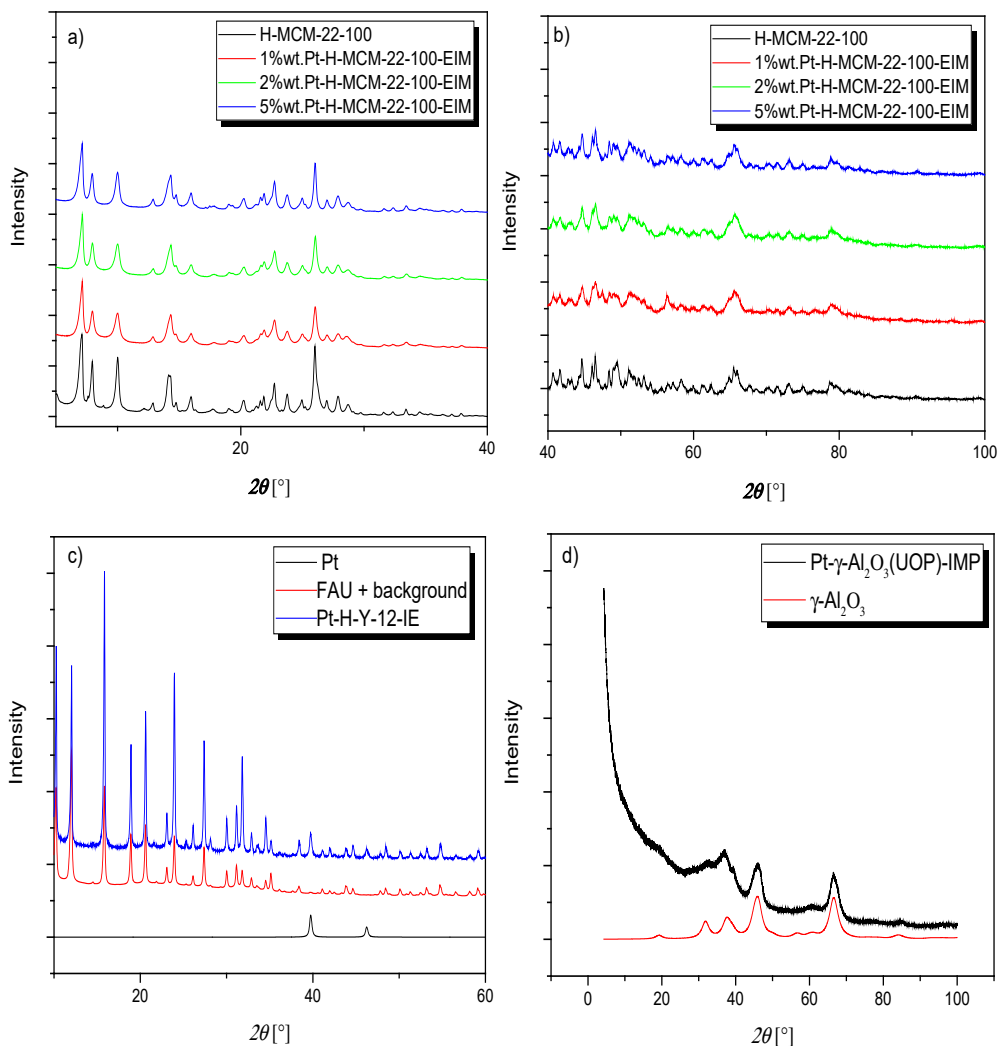 a)
H-MCM-22-100
1%wt.Pt-H-MCM-22-100-EIM
2%wt.Pt-H-MCM-22-100-EIM
5%wt.Pt-H-MCM-22-100-EIM
Intensity
20 40
2θ [°]
b)
H-MCM-22-100
1%wt.Pt-H-MCM-22-100-EIM
2%wt.Pt-H-MCM-22-100-EIM
5%wt.Pt-H-MCM-22-100-EIM
Intensity
40 60 80 100
2θ [°]
c)
Pt
FAU + background
Pt-H-Y-12-IE
Intensity
20 40 60
2θ [°]
d)
Pt-γ-Al₂O₃(UOP)-IMP
γ-Al₂O₃
Intensity
0 20 40 60 80 100
2θ [°]